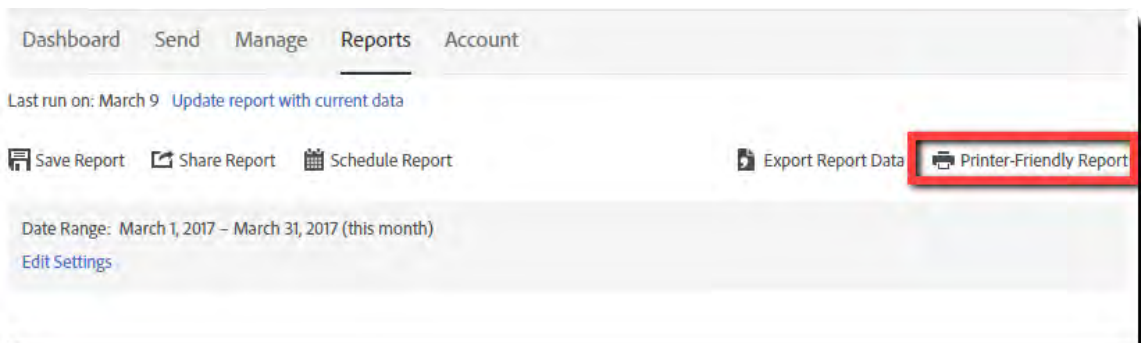 Dashboard Send Manage Reports Account
Last run on: March 9 Update report with current data
Save Report Share Report Schedule Report Export Report Data Printer-Friendly Report
Date Range: March 1, 2017 – March 31, 2017 (this month)
Edit Settings